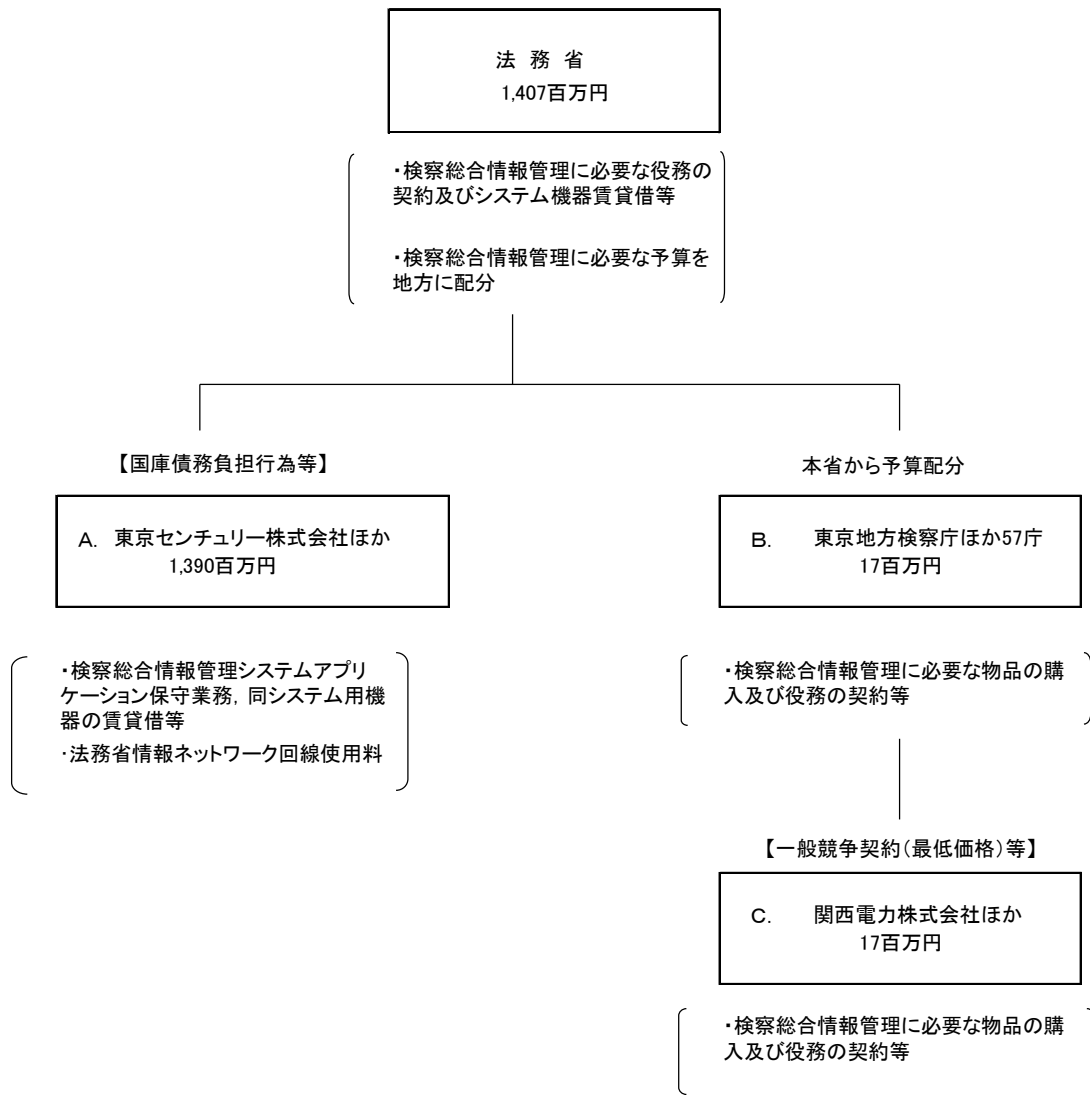 法 務 省
1,407百万円
・検察総合情報管理に必要な役務の
契約及びシステム機器賃貸借等
・検察総合情報管理に必要な予算を
地方に配分
【国庫債務負担行為等】
A. 東京センチュリー株式会社ほか
1,390百万円
・検察総合情報管理システムアプリ
ケーション保守業務，同システム用機
器の賃貸借等
・法務省情報ネットワーク回線使用料
本省から予算配分
B. 東京地方検察庁ほか57庁
17百万円
・検察総合情報管理に必要な物品の購
入及び役務の契約等
【一般競争契約（最低価格）等】
C. 関西電力株式会社ほか
17百万円
・検察総合情報管理に必要な物品の購
入及び役務の契約等